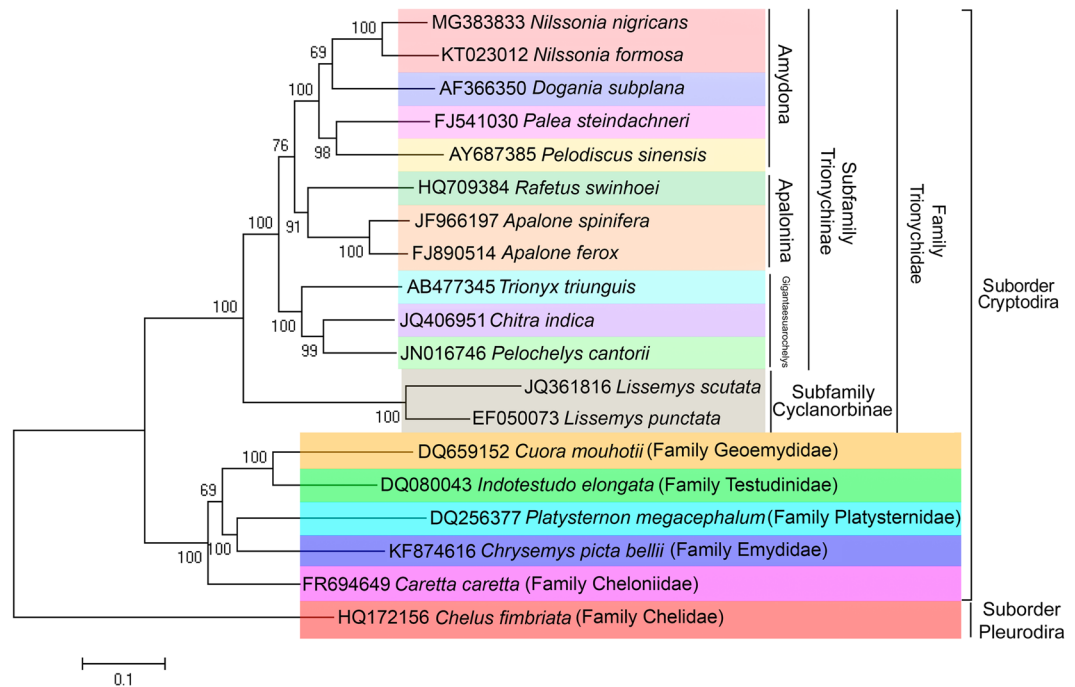 MG383833 Nilssonia nigricans
KT023012 Nilssonia formosa
AF366350 Dogania subplana
FJ541030 Palea steindachneri
AY687385 Pelodiscus sinensis
HQ709384 Rafetus swinhoei
JF966197 Apalone spinifera
FJ890514 Apalone ferox
AB477345 Trionyx triunguis
JQ406951 Chitra indica
JN016746 Pelochelys cantorii
JQ361816 Lissemys scutata
EF050073 Lissemys punctata
DQ659152 Cuora mouhotii (Family Geoemydidae)
DQ080043 Indotestudo elongata (Family Testudinidae)
DQ256377 Platysternon megacephalum (Family Platysternidae)
KF874616 Chrysemys picta bellii (Family Emydidae)
FR694649 Caretta caretta (Family Cheloniidae)
HQ172156 Chelus fimbriata (Family Chelidae)
100
69
100
98
76
91
100
100
100
99
100
100
100
69
100
100
Amydona
Apalonina
Gigantaesuarochelys
Subfamily
Trionychinae
Subfamily
Cyclanorbinae
Family
Trionychidae
Suborder
Cryptodira
Suborder
Pleurodira
0.1